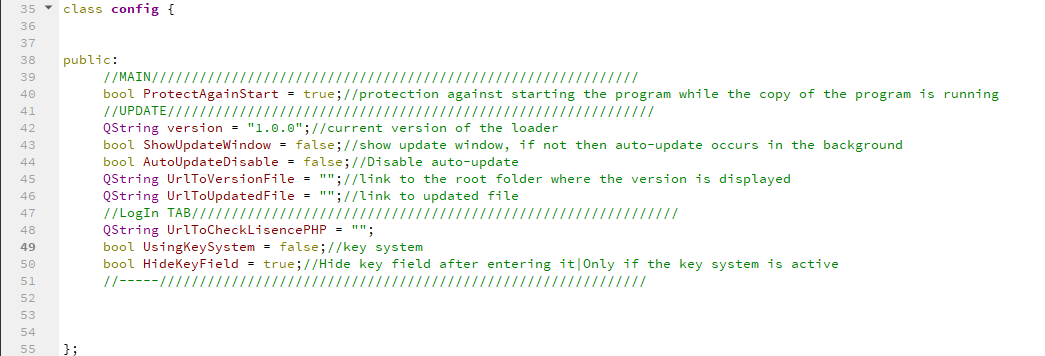 35 class config {
36
37
38 public:
39 //MAIN/////////////////////////////////////////////////////////////
40 bool ProtectAgainStart = true;//protection against starting the program while the copy of the program is running
41 //UPDATE/////////////////////////////////////////////////////////////
42 QString version = "1.0.0";//current version of the loader
43 bool ShowUpdateWindow = false;//show update window, if not then auto-update occurs in the background
44 bool AutoUpdateDisable = false;//Disable auto-update
45 QString UrlToVersionFile = "";//link to the root folder where the version is displayed
46 QString UrlToUpdatedFile = "";//link to updated file
47 //LogIn TAB/////////////////////////////////////////////////////////////
48 QString UrlToCheckLisencePHP = "";
49 bool UsingKeySystem = false;//key system
50 bool HideKeyField = true;//Hide key field after entering it|Only if the key system is active
51 //-----/////////////////////////////////////////////////////////////
52
53
54
55 };